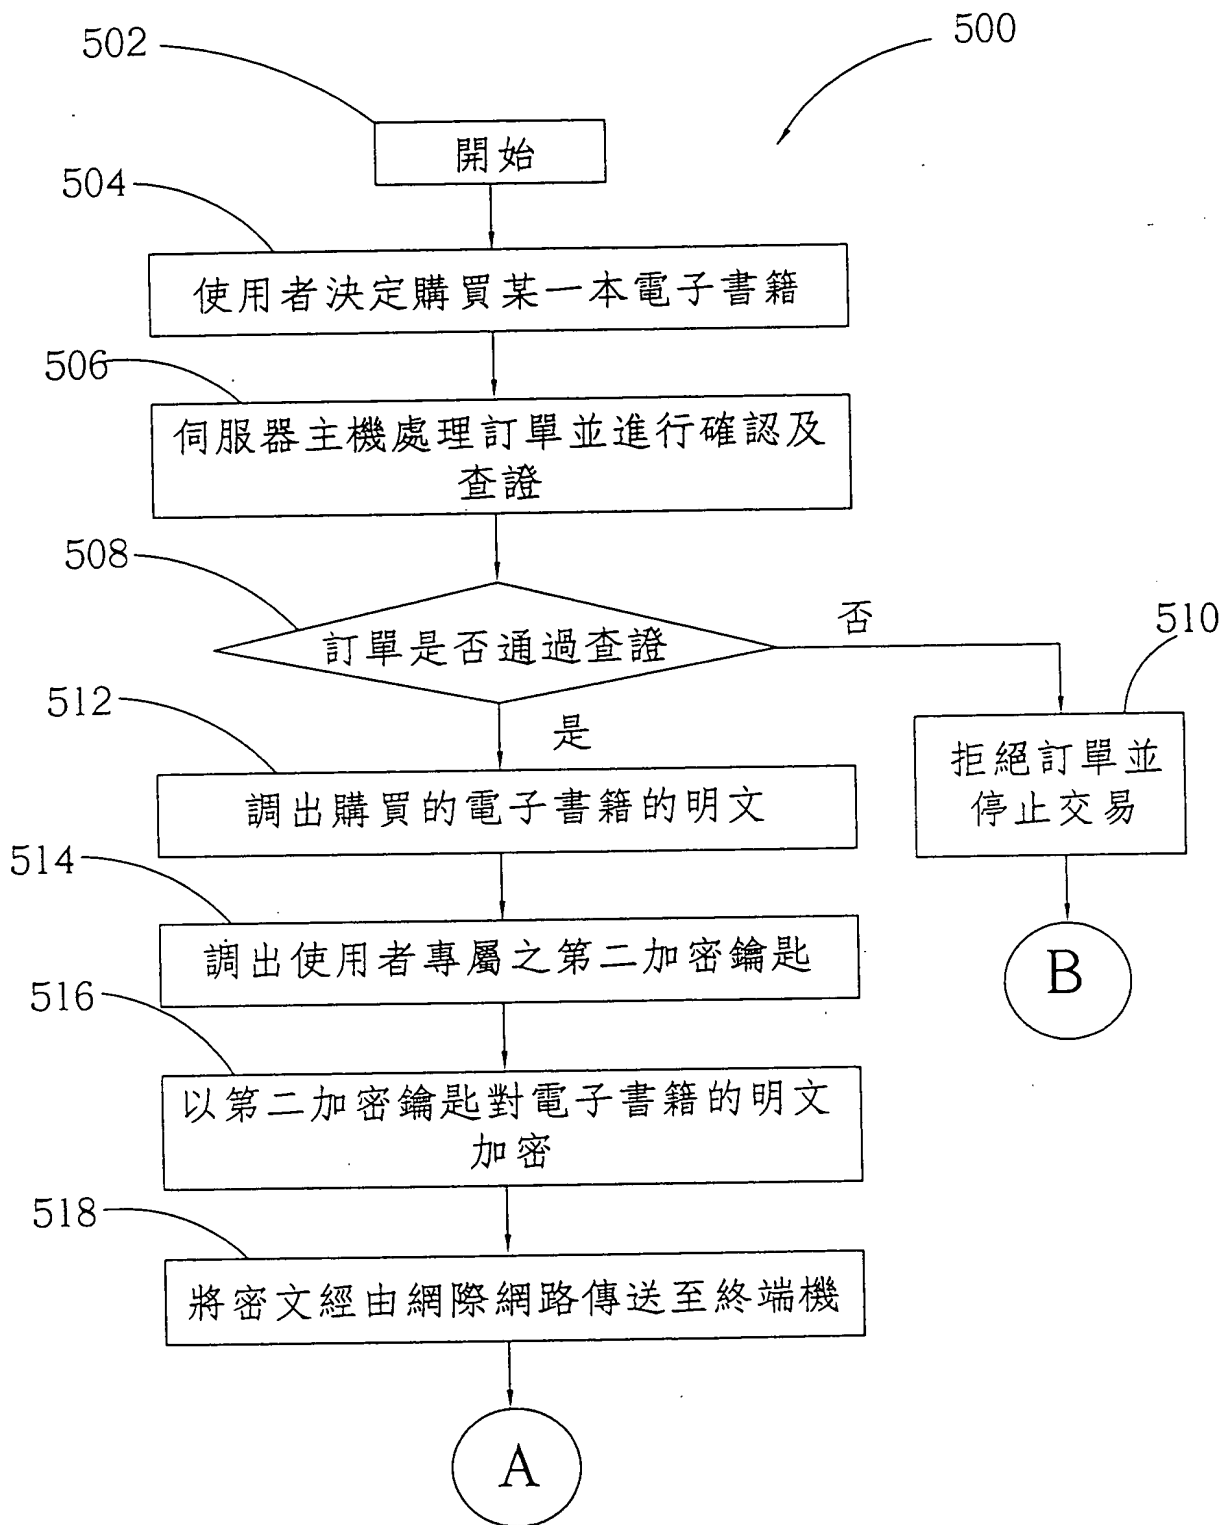 502
500
開始
504
使用者決定購買某一本電子書籍
506
伺服器主機處理訂單並進行確認及
查證
508
訂單是否通過查證
否
510
512
是
拒絕訂單並
停止交易
調出購買的電子書籍的明文
514
調出使用者專屬之第二加密鑰匙
B
516
以第二加密鑰匙對電子書籍的明文
加密
518
將密文經由網際網路傳送至終端機
A